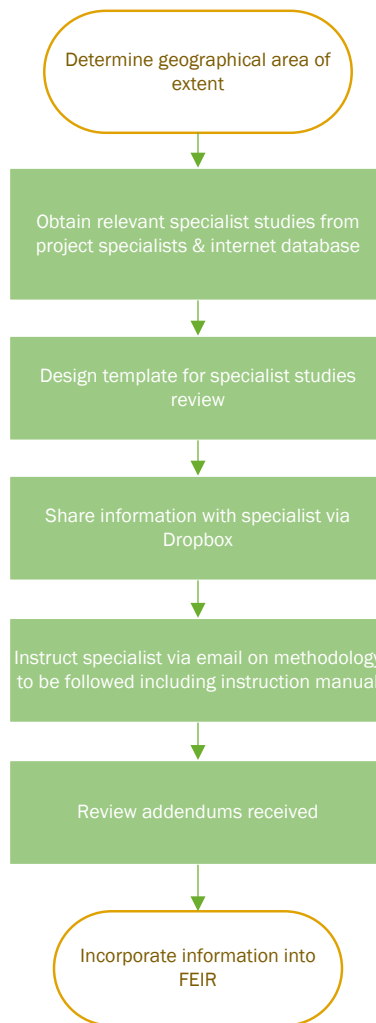 Determine geographical area of
extent
Obtain relevant specialist studies from
project specialists & internet database
Design template for specialist studies
review
Share information with specialist via
Dropbox
Instruct specialist via email on methodology
to be followed including instruction manual
Review addendums received
Incorporate information into
FEIR